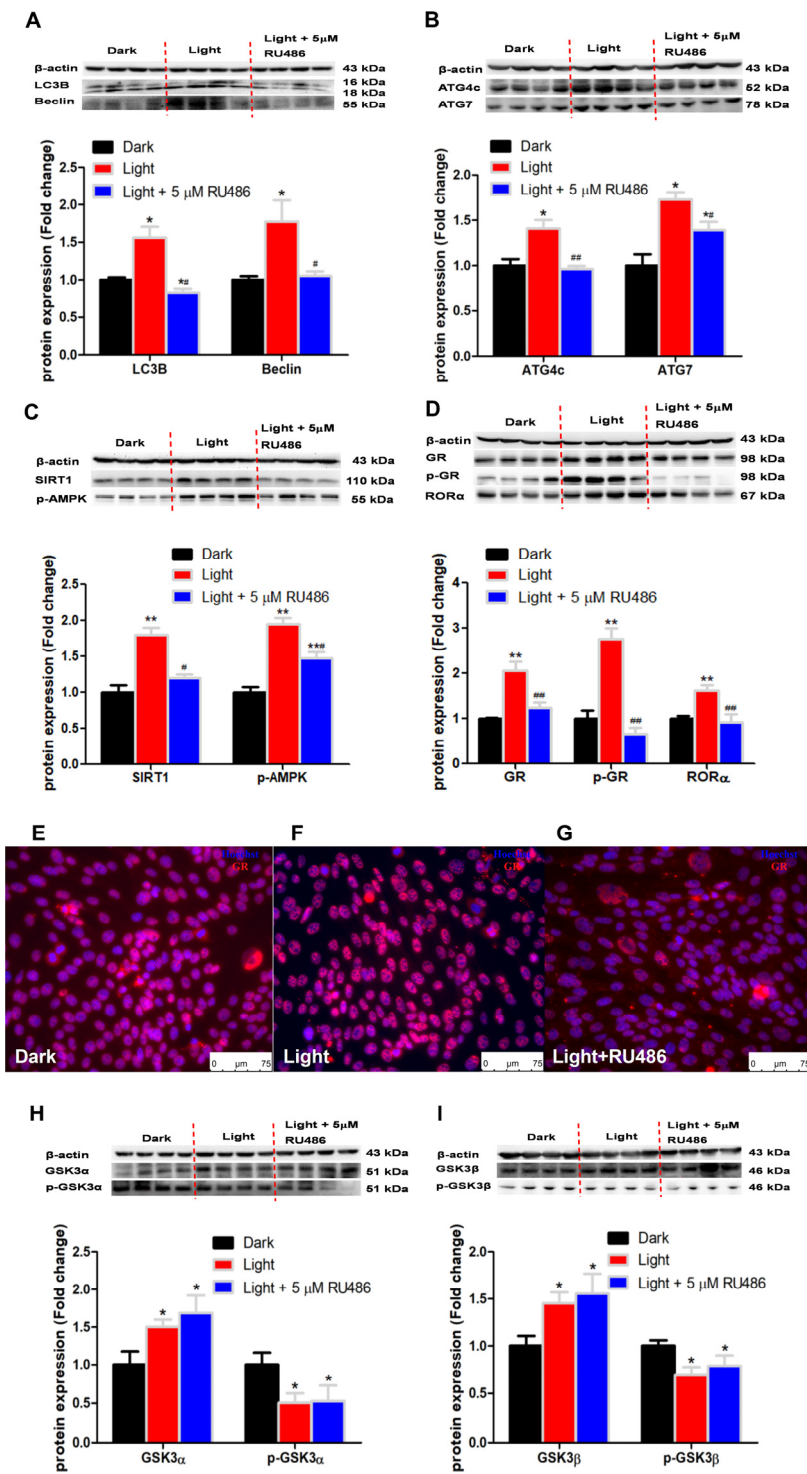 A
Dark
Light
Light + 5μM
RU486
β-actin
43 kDa
LC3B
16 kDa
18 kDa
Beclin
55 kDa
protein expression (Fold change)
2.5
2.0
1.5
1.0
0.5
0.0
Dark
Light
Light + 5 μM RU486
*
*#
*
#
LC3B
Beclin
B
Dark
Light
Light + 5μM
RU486
β-actin
43 kDa
ATG4c
52 kDa
ATG7
78 kDa
protein expression (Fold change)
2.5
2.0
1.5
1.0
0.5
0.0
Dark
Light
Light + 5 μM RU486
*
##
*
*#
ATG4c
ATG7
C
Dark
Light
Light + 5μM
RU486
β-actin
43 kDa
SIRT1
110 kDa
p-AMPK
55 kDa
protein expression (Fold change)
2.5
2.0
1.5
1.0
0.5
0.0
Dark
Light
Light + 5 μM RU486
**
#
**
**#
SIRT1
p-AMPK
D
Dark
Light
Light + 5μM
RU486
β-actin
43 kDa
GR
98 kDa
p-GR
98 kDa
RORα
67 kDa
protein expression (Fold change)
4
3
2
1
0
Dark
Light
Light + 5 μM RU486
**
##
**
##
**
##
GR
p-GR
RORα
E
F
G
Hoechst
GR
Dark
0 μm 75
Hoechst
GR
Light
0 μm 75
Hoechst
GR
Light+RU486
0 μm 75
H
Dark
Light
Light + 5μM
RU486
β-actin
43 kDa
GSK3α
51 kDa
p-GSK3α
51 kDa
protein expression (Fold change)
2.5
2.0
1.5
1.0
0.5
0.0
Dark
Light
Light + 5 μM RU486
*
*
*
*
GSK3α
p-GSK3α
I
Dark
Light
Light + 5μM
RU486
β-actin
43 kDa
GSK3β
46 kDa
p-GSK3β
46 kDa
protein expression (Fold change)
2.0
1.5
1.0
0.5
0.0
Dark
Light
Light + 5 μM RU486
*
*
*
*
GSK3β
p-GSK3β